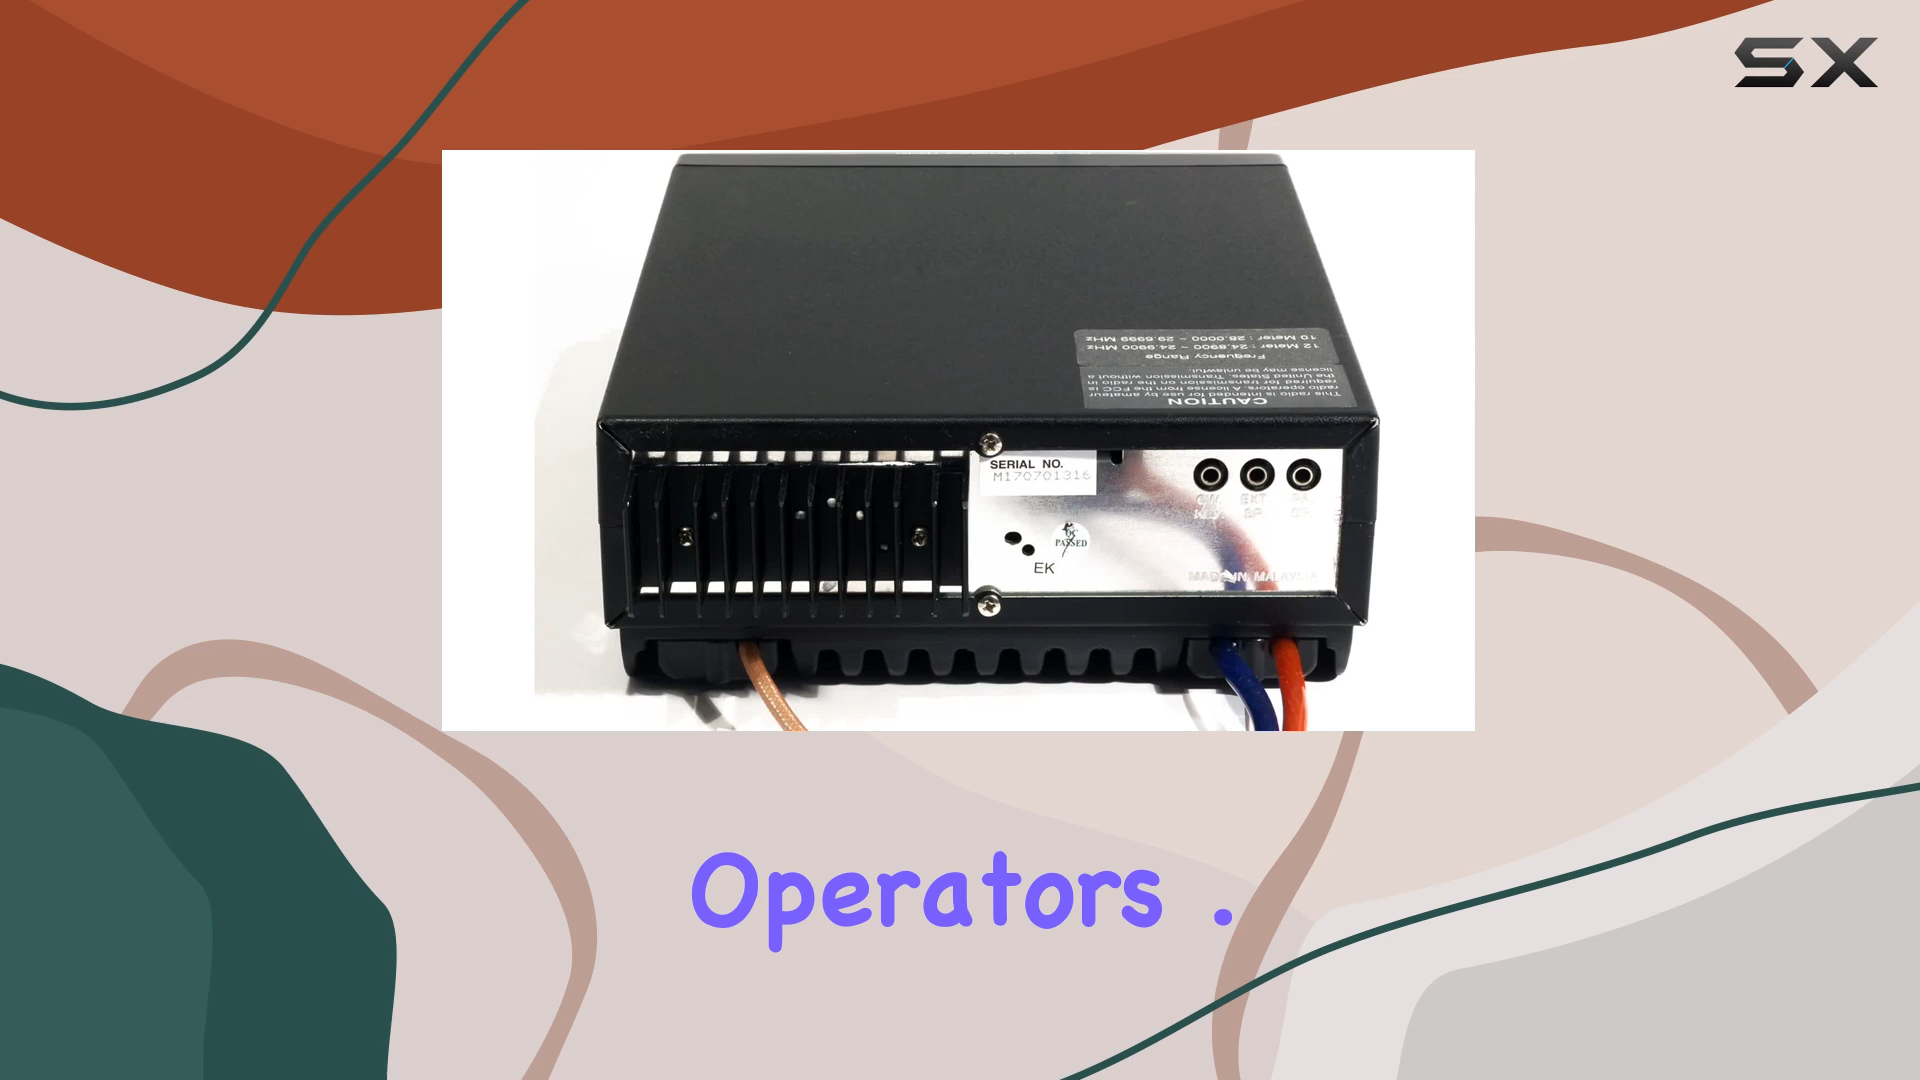 SX
10 Meter : 28.0000 ~ 29.6999 MHz
12 Meter : 24.8900 ~ 24.9900 MHz
Frequency Range
license may be unlawful.
the United States. Transmission without a
required for transmission on the radio in
radio operators. A license from the FCC is
This radio is intended for use by amateur
CAUTION
SERIAL NO.
M170701316
CW. EXT. PA.
KEY SP. SP.
QC
PASSED
EK
MADE IN MALAYSIA
Operators .